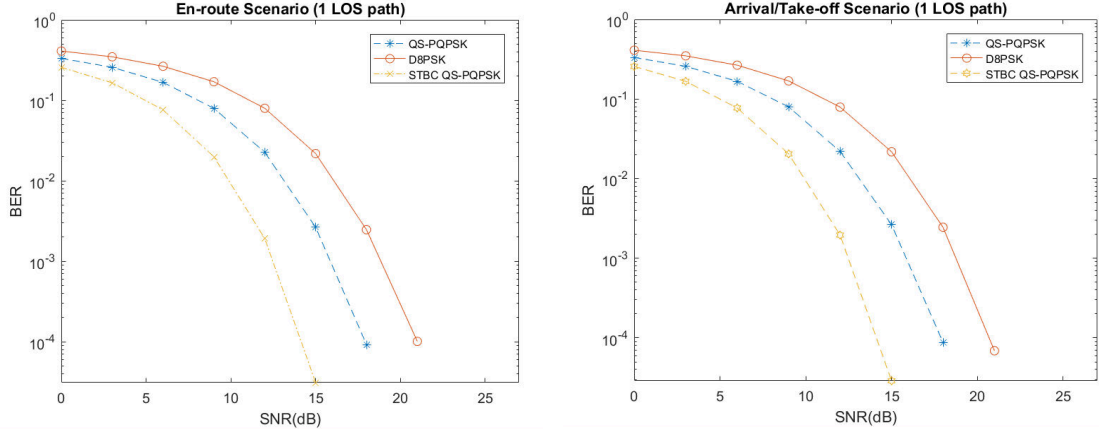 En-route Scenario (1 LOS path)
10^0
10^-1
10^-2
10^-3
10^-4
BER
QS-PQPSK
D8PSK
STBC QS-PQPSK
0 5 10 15 20 25
SNR(dB)
Arrival/Take-off Scenario (1 LOS path)
10^0
10^-1
10^-2
10^-3
10^-4
BER
QS-PQPSK
D8PSK
STBC QS-PQPSK
0 5 10 15 20 25
SNR(dB)